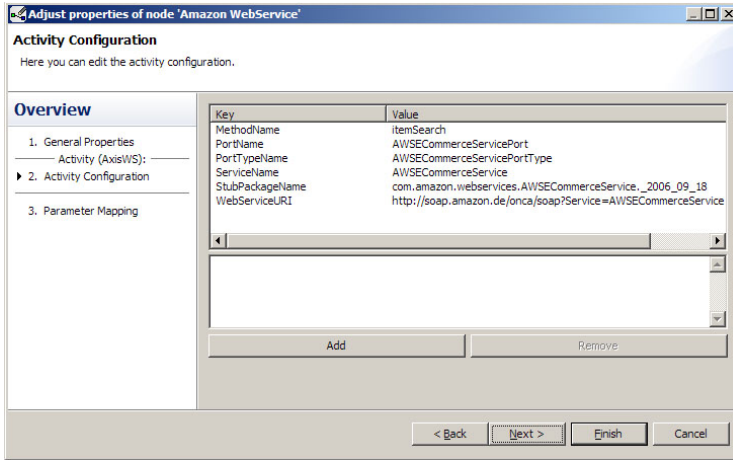 Adjust properties of node 'Amazon WebService'
Activity Configuration
Here you can edit the activity configuration.
Overview
1. General Properties
Activity (AxisWS):
2. Activity Configuration
3. Parameter Mapping
Key Value
MethodName itemSearch
PortName AWSECommerceServicePort
PortTypeName AWSECommerceServicePortType
ServiceName AWSECommerceService
StubPackageName com.amazon.webservices.AWSECommerceService._2006_09_18
WebServiceURI http://soap.amazon.de/onca/soap?Service=AWSECommerceService
Add Remove
< Back Next > Finish Cancel